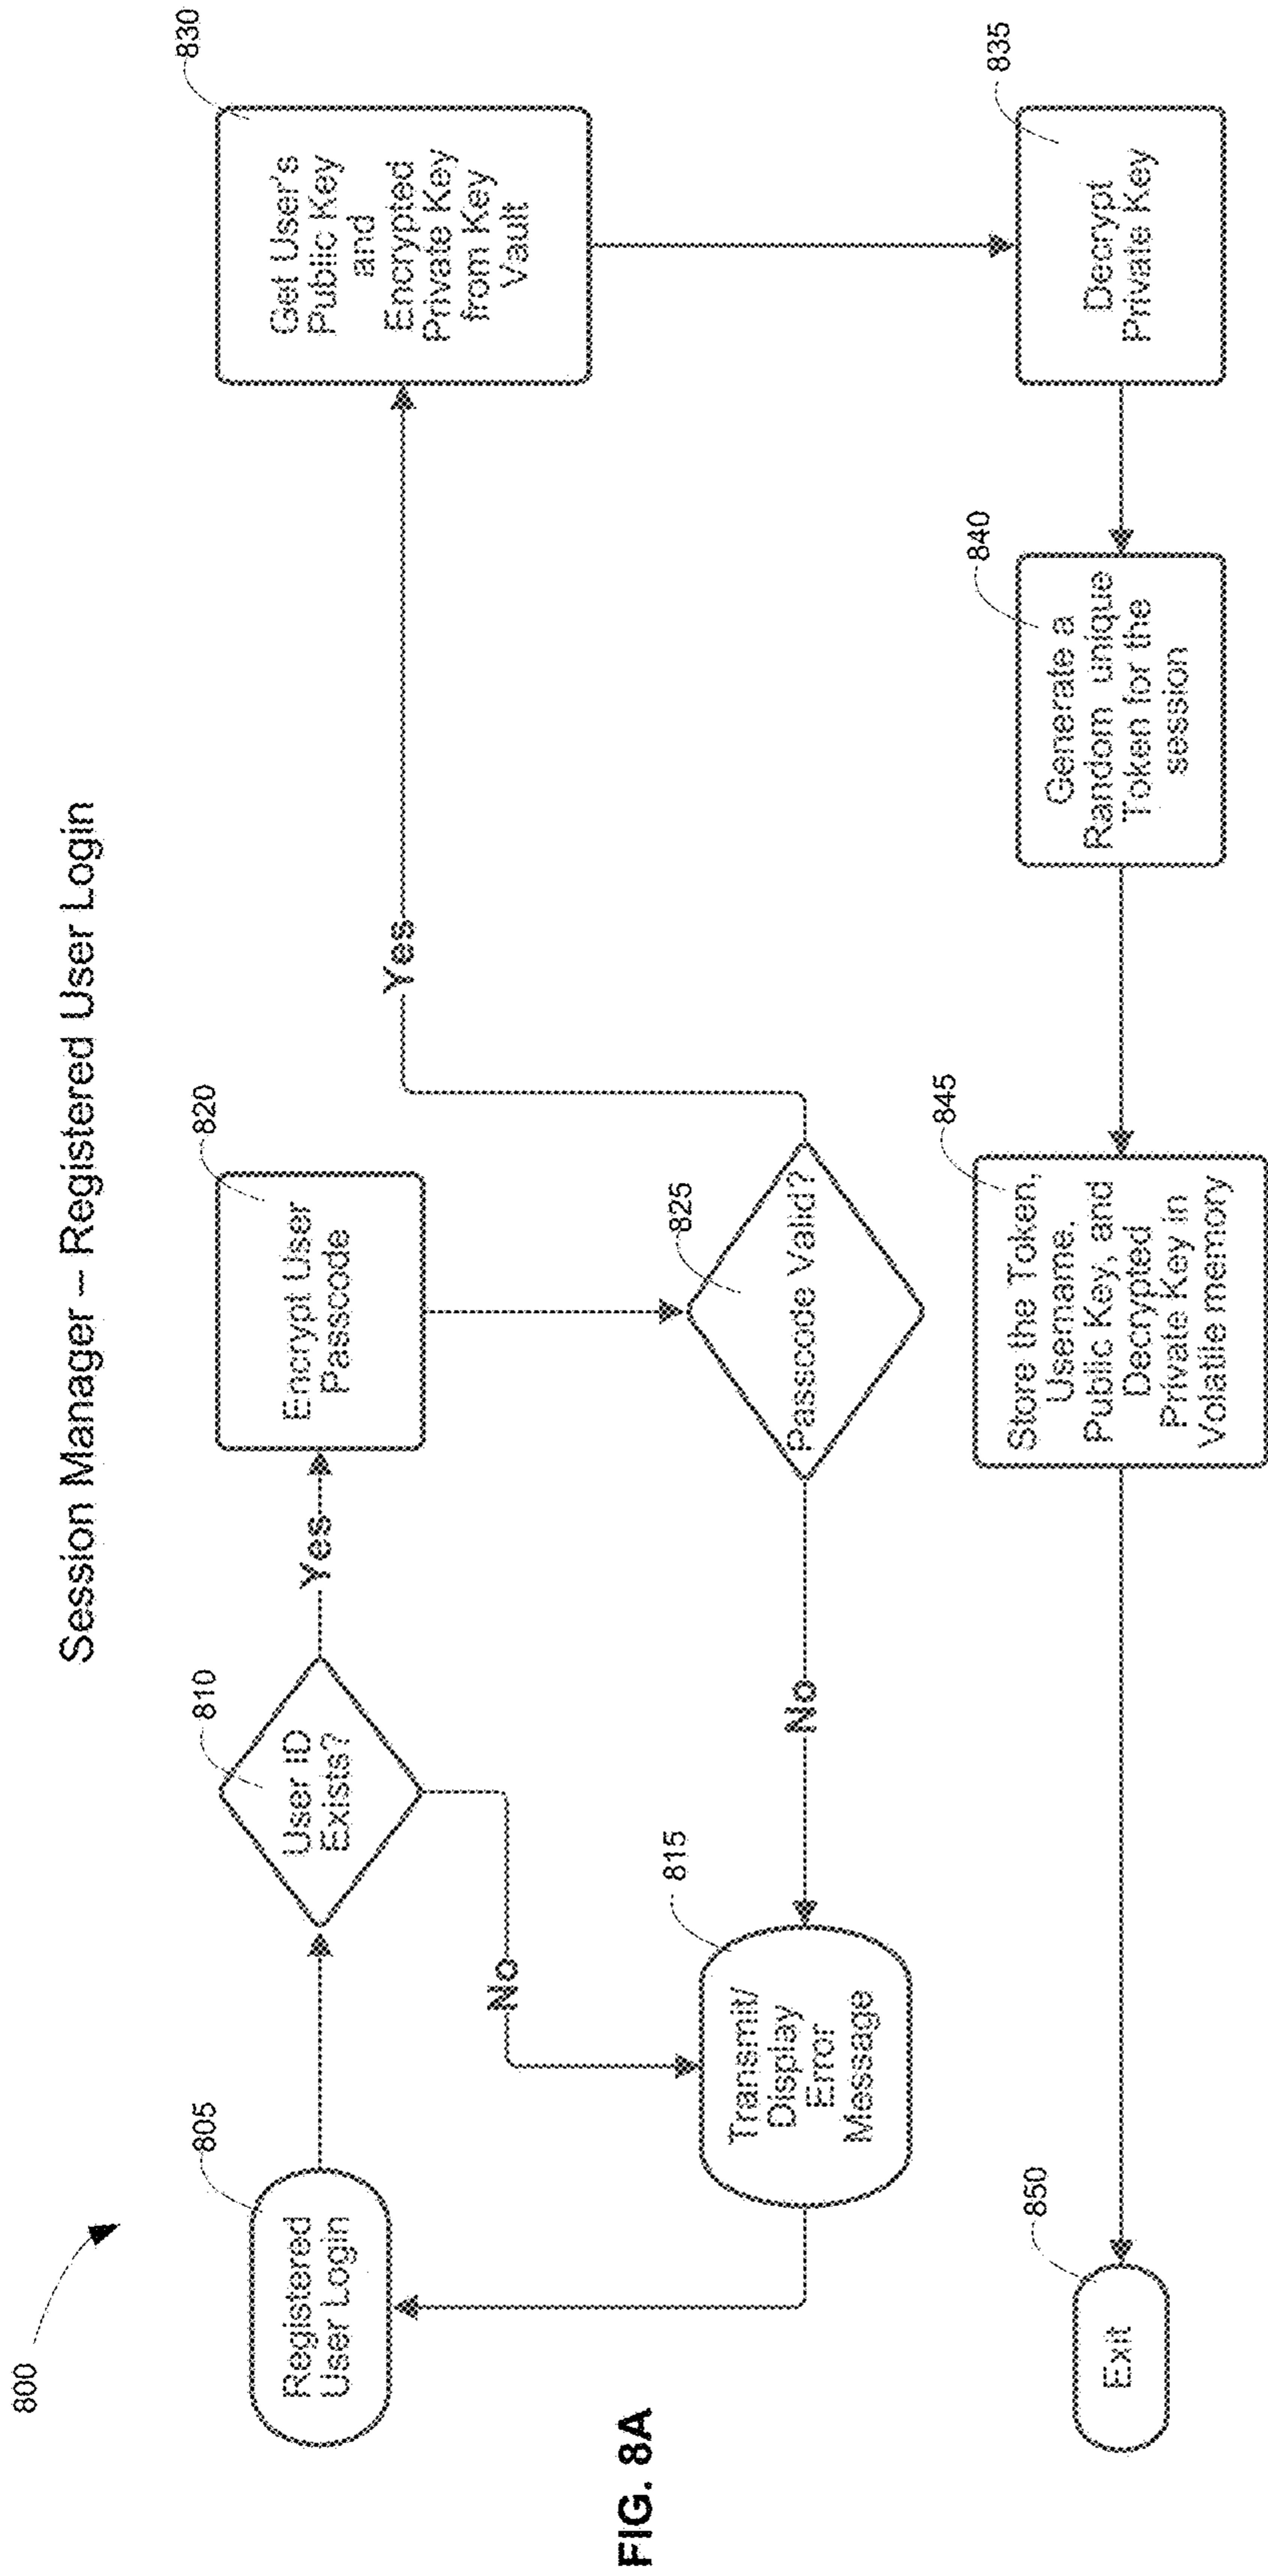 Session Manager – Registered User Login
800
805
Registered
User Login
810
User ID
Exists?
Yes
820
Encrypt User
Passcode
830
Get User's
Public Key
and
Encrypted
Private Key
from Key
Vault
No
815
Transmit/
Display
Error
Message
No
825
Passcode Valid?
Yes
850
Exit
845
Store the Token,
Username,
Public Key, and
Decrypted
Private Key in
Volatile memory
840
Generate a
Random unique
Token for the
session
835
Decrypt
Private Key
FIG. 8A